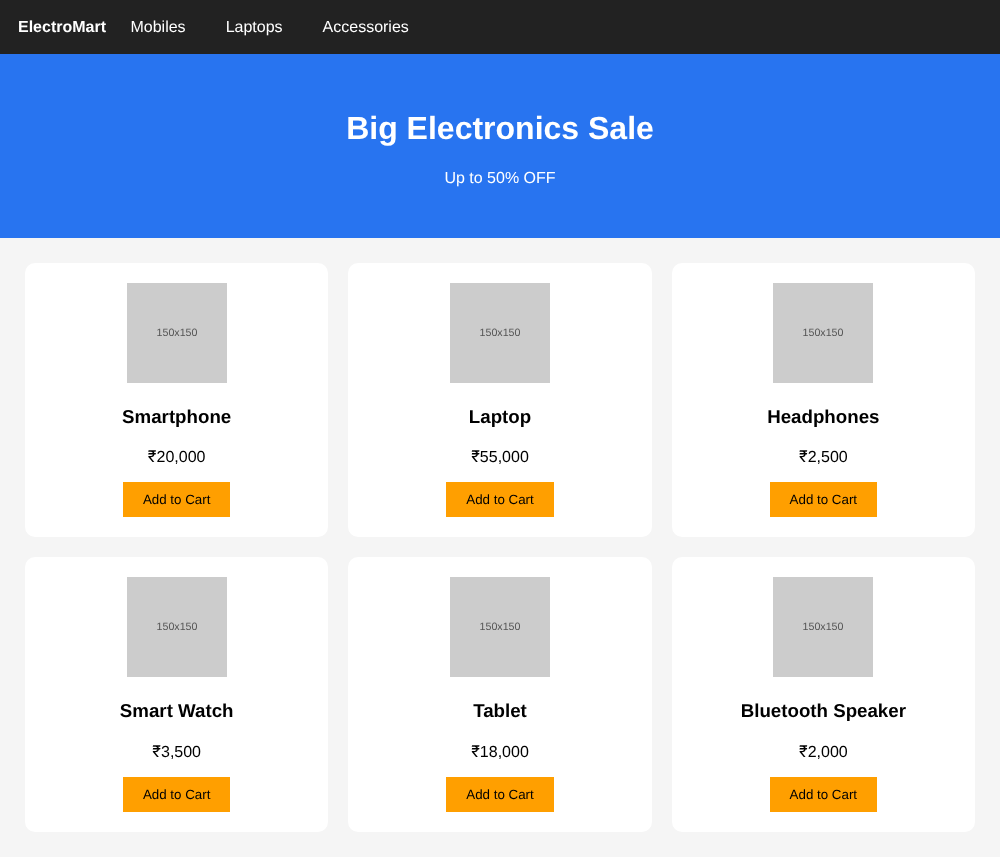 ElectroMart Mobiles Laptops Accessories
Big Electronics Sale
Up to 50% OFF
150x150 150x150 150x150
Smartphone Laptop Headphones
₹20,000 ₹55,000 ₹2,500
Add to Cart Add to Cart Add to Cart
150x150 150x150 150x150
Smart Watch Tablet Bluetooth Speaker
₹3,500 ₹18,000 ₹2,000
Add to Cart Add to Cart Add to Cart